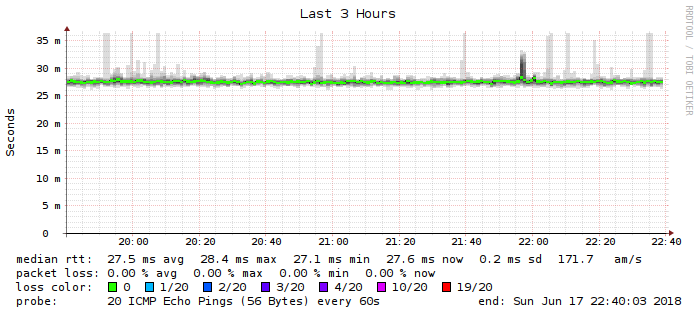 Last 3 Hours
RRDTOOL / TOBI OETIKER
Seconds
35 m
30 m
25 m
20 m
15 m
10 m
5 m
0
20:00 20:20 20:40 21:00 21:20 21:40 22:00 22:20 22:40
median rtt: 27.5 ms avg 28.4 ms max 27.1 ms min 27.6 ms now 0.2 ms sd 171.7 am/s
packet loss: 0.00 % avg 0.00 % max 0.00 % min 0.00 % now
loss color: 0 1/20 2/20 3/20 4/20 10/20 19/20
probe: 20 ICMP Echo Pings (56 Bytes) every 60s end: Sun Jun 17 22:40:03 2018